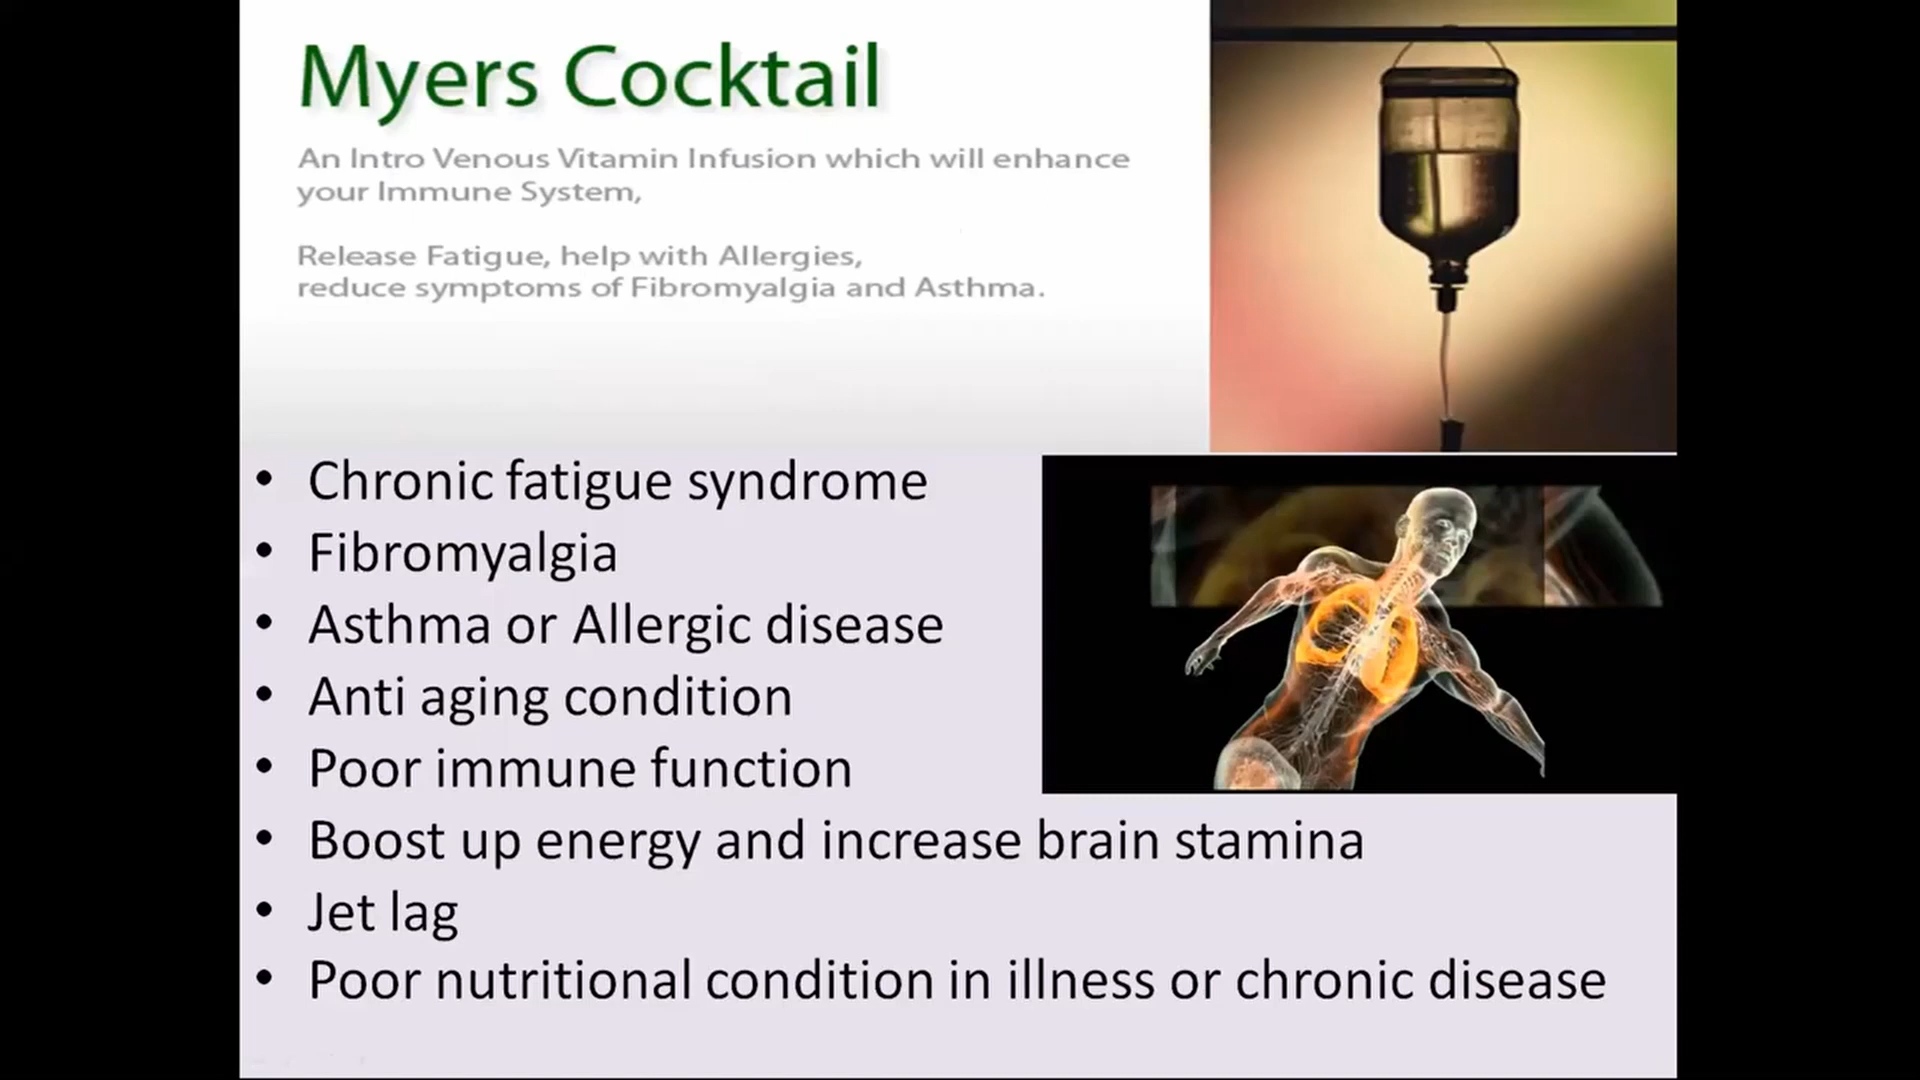 Myers Cocktail
An Intro Venous Vitamin Infusion which will enhance
your Immune System,
Release Fatigue, help with Allergies,
reduce symptoms of Fibromyalgia and Asthma.
• Chronic fatigue syndrome
• Fibromyalgia
• Asthma or Allergic disease
• Anti aging condition
• Poor immune function
• Boost up energy and increase brain stamina
• Jet lag
• Poor nutritional condition in illness or chronic disease